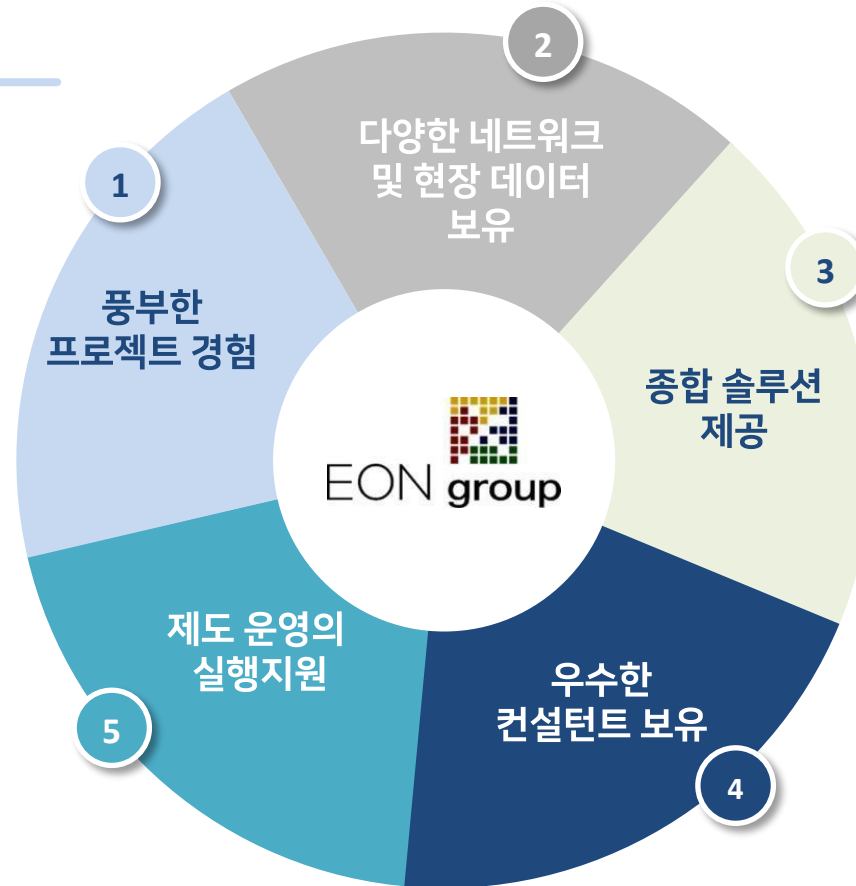 1
풍부한
프로젝트 경험
2
다양한 네트워크
및 현장 데이터
보유
3
종합 솔루션
제공
4
우수한
컨설턴트 보유
5
제도 운영의
실행지원
EON group